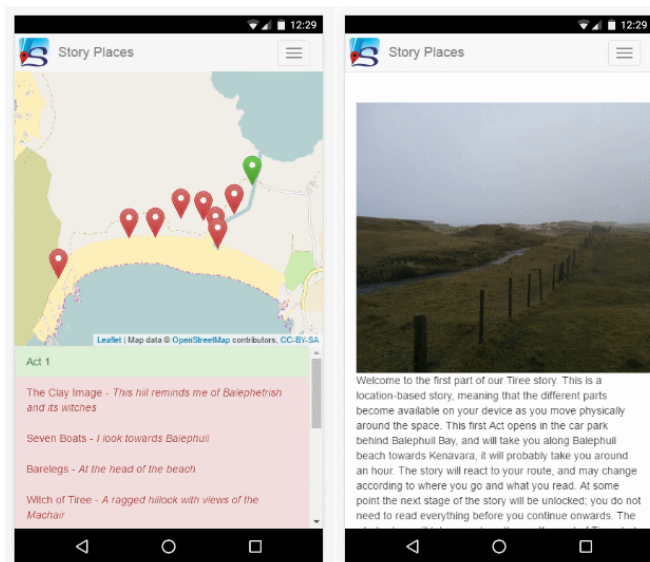 12:29
Story Places
Leaflet | Map data © OpenStreetMap contributors, CC-BY-SA
Act 1
The Clay Image - This hill reminds me of Balephetrish
and its witches
Seven Boats - I look towards Balephuil
Barelegs - At the head of the beach
Witch of Tiree - A ragged hillock with views of the
Machair
12:29
Story Places
Welcome to the first part of our Tiree story. This is a
location-based story, meaning that the different parts
become available on your device as you move physically
around the space. This first Act opens in the car park
behind Balephuil Bay, and will take you along Balephuil
beach towards Kenavara, it will probably take you around
an hour. The story will react to your route, and may change
according to where you go and what you read. At some
point the next stage of the story will be unlocked; you do not
need to read everything before you continue onwards. The